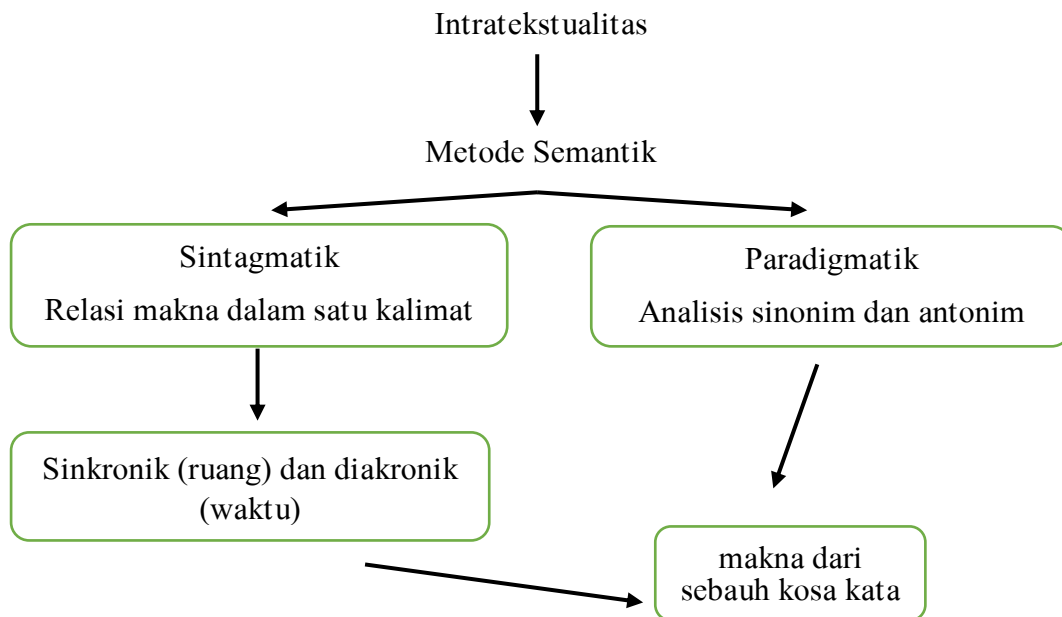 Intratekstualitas
Metode Semantik
Sintagmatik
Relasi makna dalam satu kalimat
Paradigmatik
Analisis sinonim dan antonim
Sinkronik (ruang) dan diakronik
(waktu)
makna dari
sebauh kosa kata